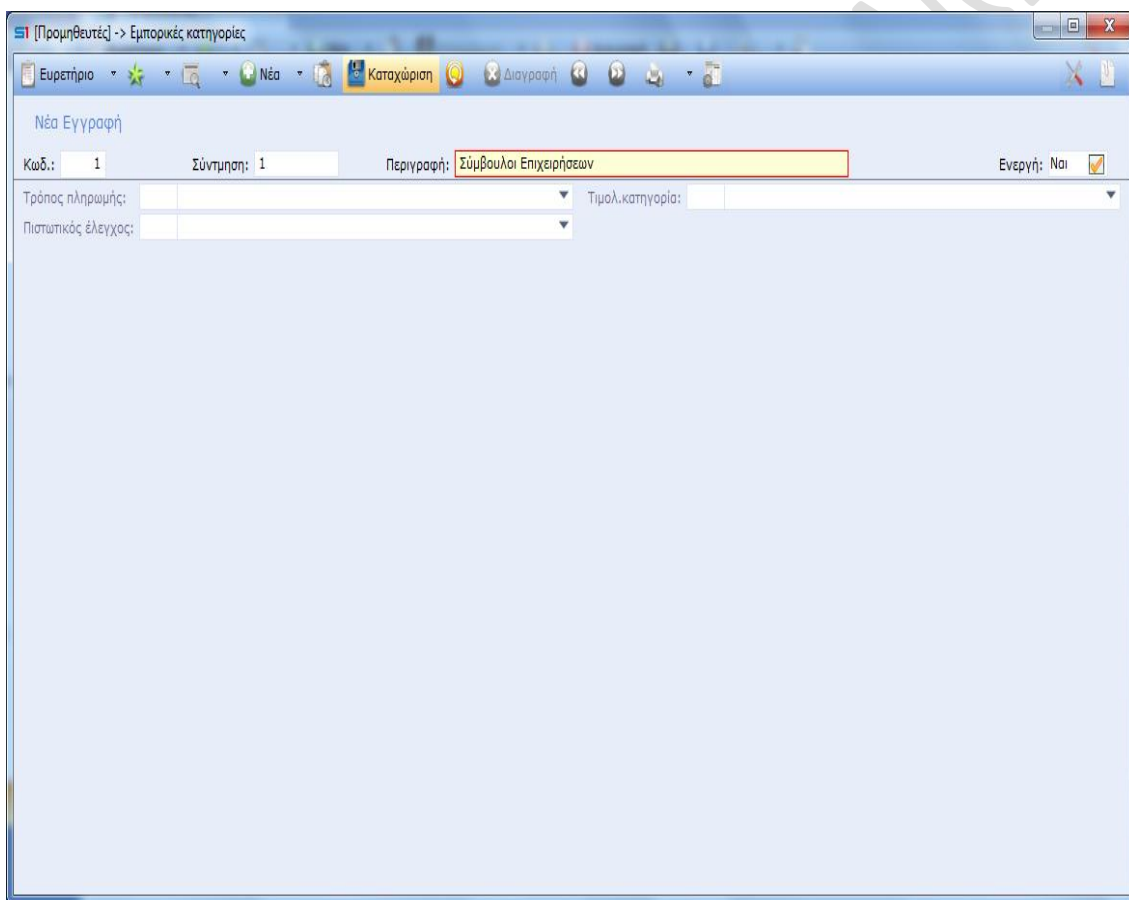 S1 [Προμηθευτές] -> Εμπορικές κατηγορίες
Ευρετήριο Νέα Καταχώριση Διαγραφή
Νέα Εγγραφή
Κωδ.: 1 Σύντμηση: 1 Περιγραφή: Σύμβουλοι Επιχειρήσεων Ενεργή: Ναι
Τρόπος πληρωμής: Τιμολ.κατηγορία:
Πιστωτικός έλεγχος: